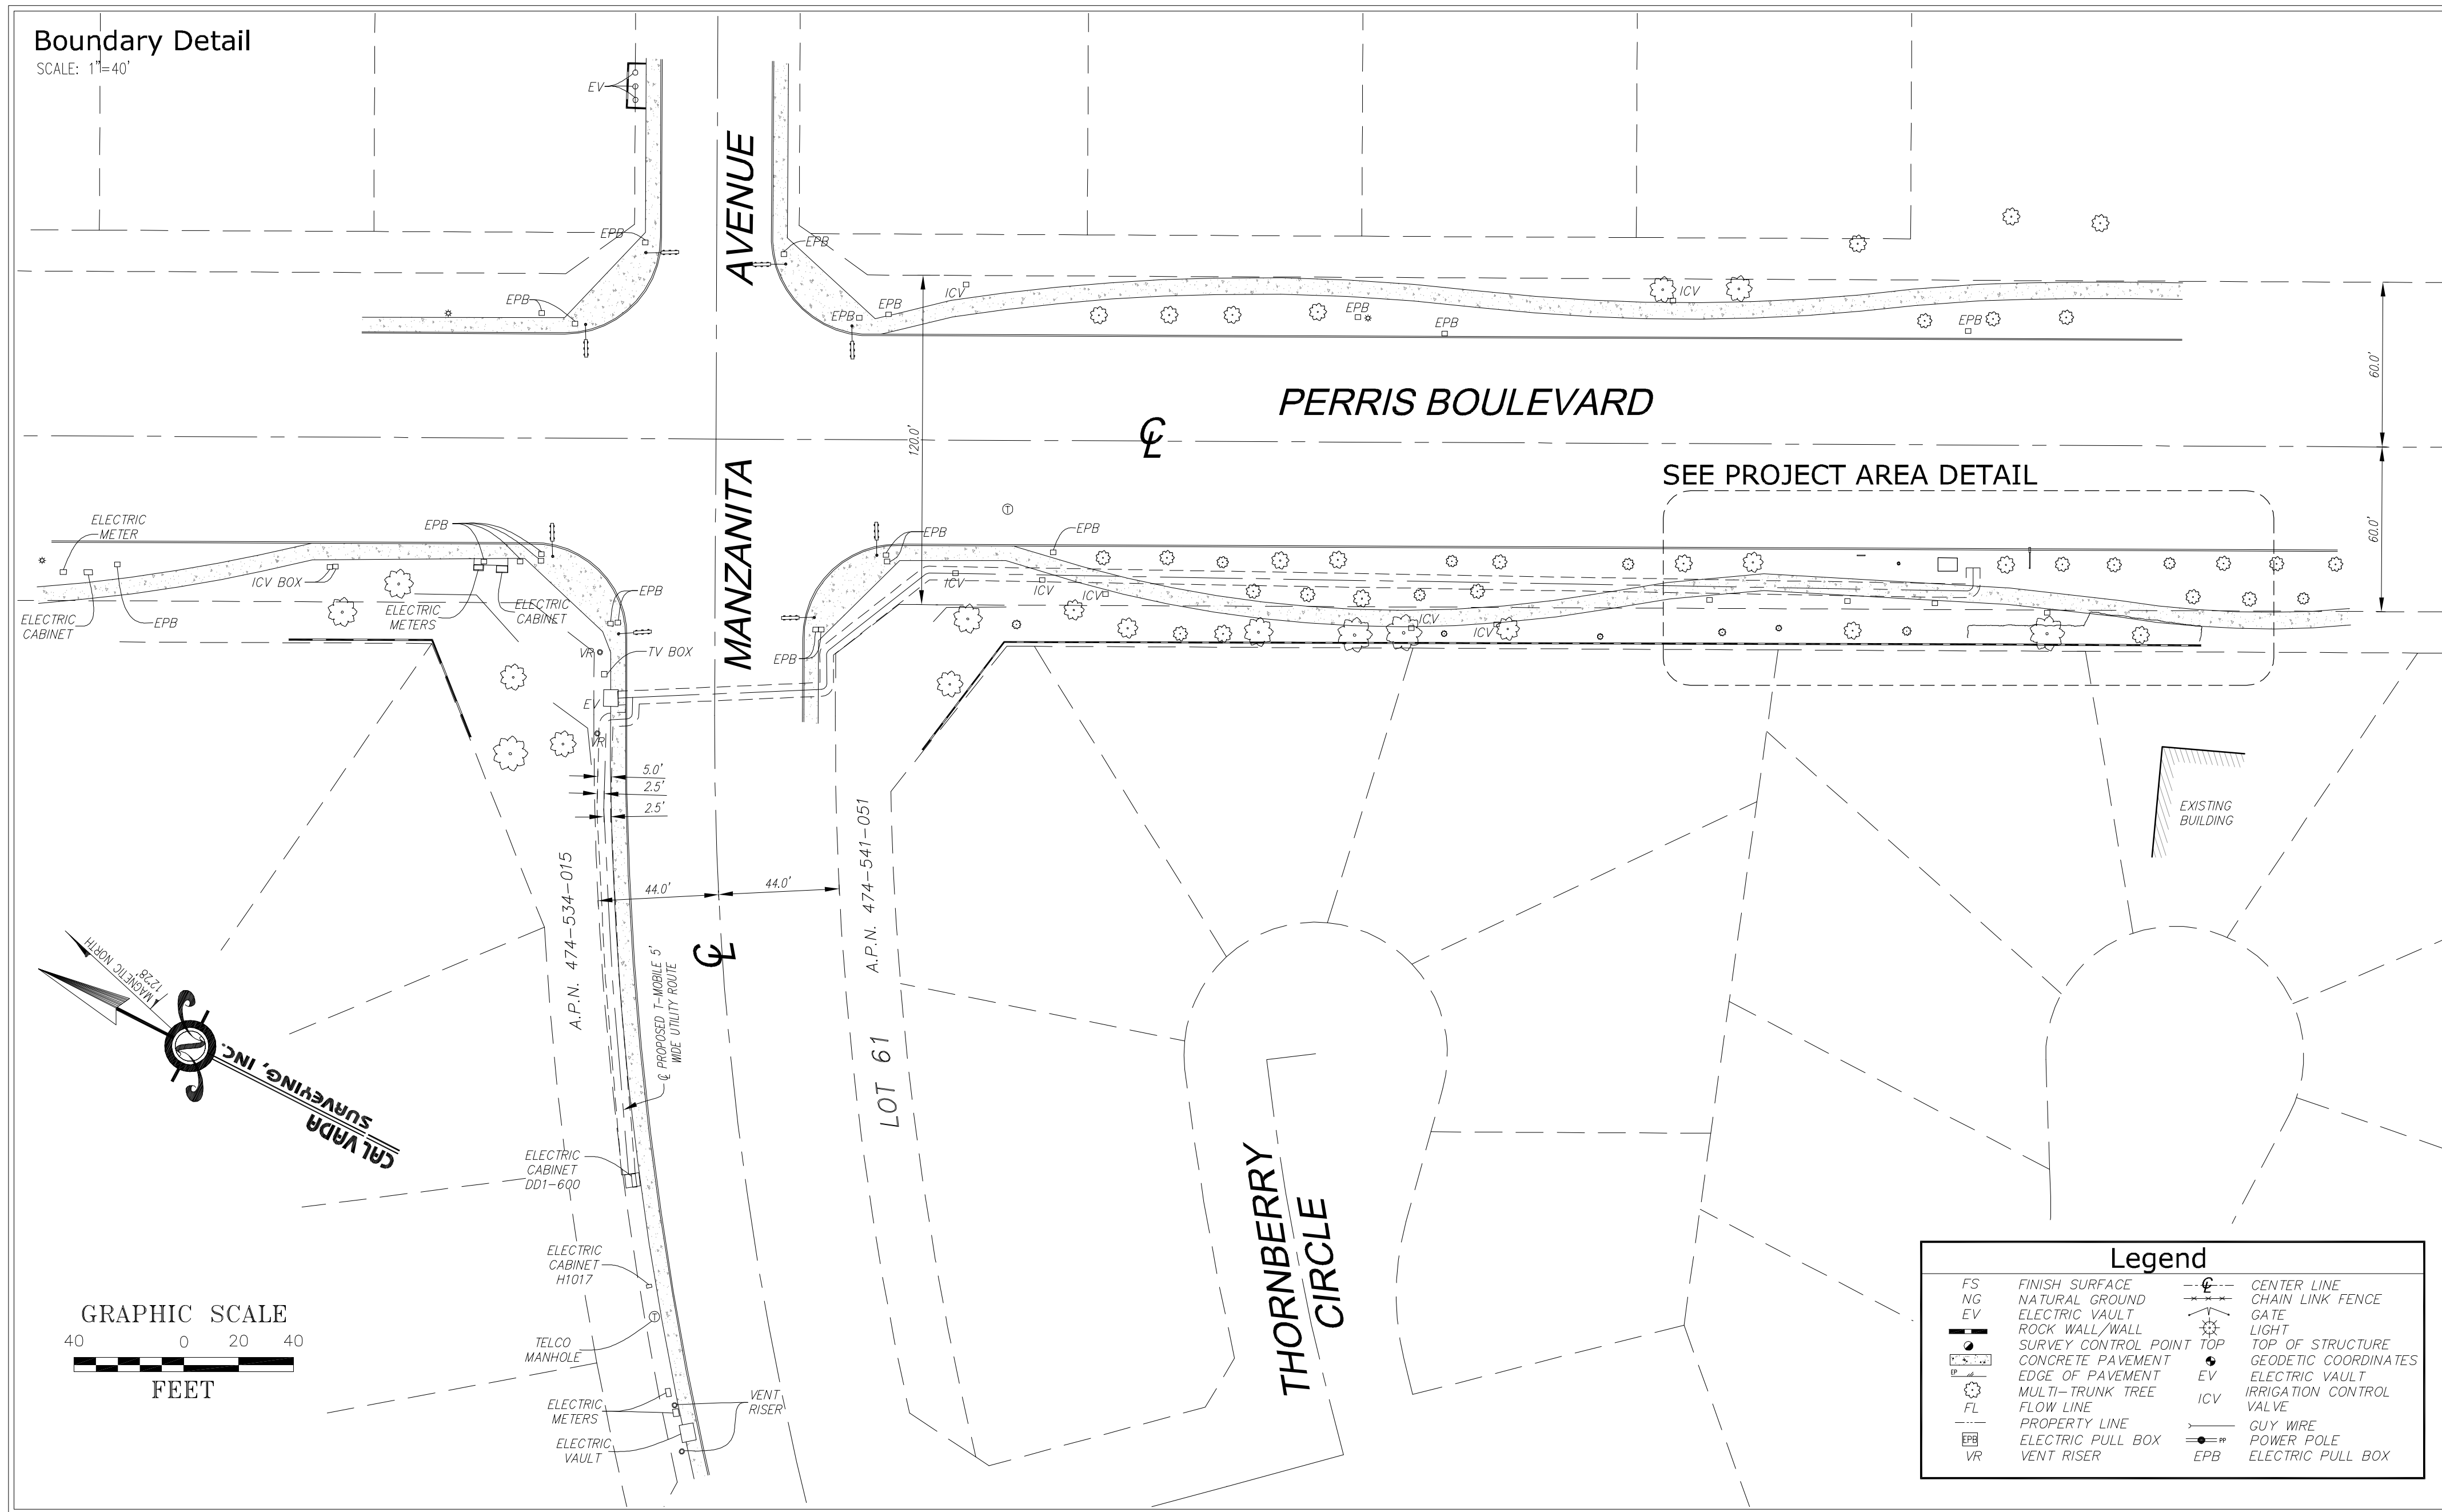 Boundary Detail
SCALE: 1"=40'
EV
AVENUE
EPB
EPB
EPB
EPB
EPB
ICV
EPB
EPB
ICV
EPB
60.0'
PERRIS BOULEVARD
℄
120.0'
MANZANITA
SEE PROJECT AREA DETAIL
60.0'
ELECTRIC
METER
EPB
ICV BOX
EPB
ELECTRIC
CABINET
ELECTRIC
METERS
ELECTRIC
CABINET
EPB
VR
TV BOX
EV
VR
T
EPB
EPB
ICV
ICV
ICV
ICV
ICV
EPB
5.0'
2.5'
2.5'
44.0'
44.0'
A.P.N. 474-534-015
A.P.N. 474-541-051
LOT 61
℄
℄ PROPOSED T-MOBILE 5'
WIDE UTILITY ROUTE
EXISTING
BUILDING
MAGNETIC NORTH
12°28'
CALVADA
SURVEYING, INC.
ELECTRIC
CABINET
DD1-600
ELECTRIC
CABINET
H1017
T
TELCO
MANHOLE
ELECTRIC
METERS
VENT
RISER
ELECTRIC
VAULT
THORNBERRY
CIRCLE
GRAPHIC SCALE
40 0 20 40
FEET
Legend
FS FINISH SURFACE ℄ CENTER LINE
NG NATURAL GROUND CHAIN LINK FENCE
EV ELECTRIC VAULT GATE
ROCK WALL/WALL LIGHT
SURVEY CONTROL POINT TOP TOP OF STRUCTURE
CONCRETE PAVEMENT GEODETIC COORDINATES
EP EDGE OF PAVEMENT EV ELECTRIC VAULT
MULTI-TRUNK TREE ICV IRRIGATION CONTROL
FL FLOW LINE VALVE
PROPERTY LINE GUY WIRE
EPB ELECTRIC PULL BOX PP POWER POLE
VR VENT RISER EPB ELECTRIC PULL BOX